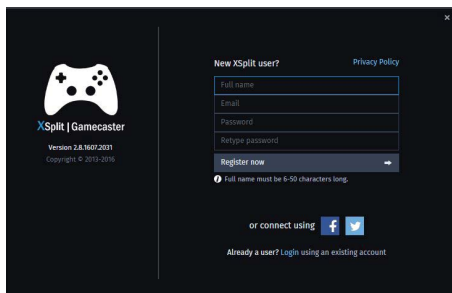 ×
XSplit | Gamecaster
Version 2.8.1607.2031
Copyright © 2013-2016
New XSplit user? Privacy Policy
Full name
Email
Password
Retype password
Register now
Full name must be 6-50 characters long.
or connect using
Already a user? Login using an existing account